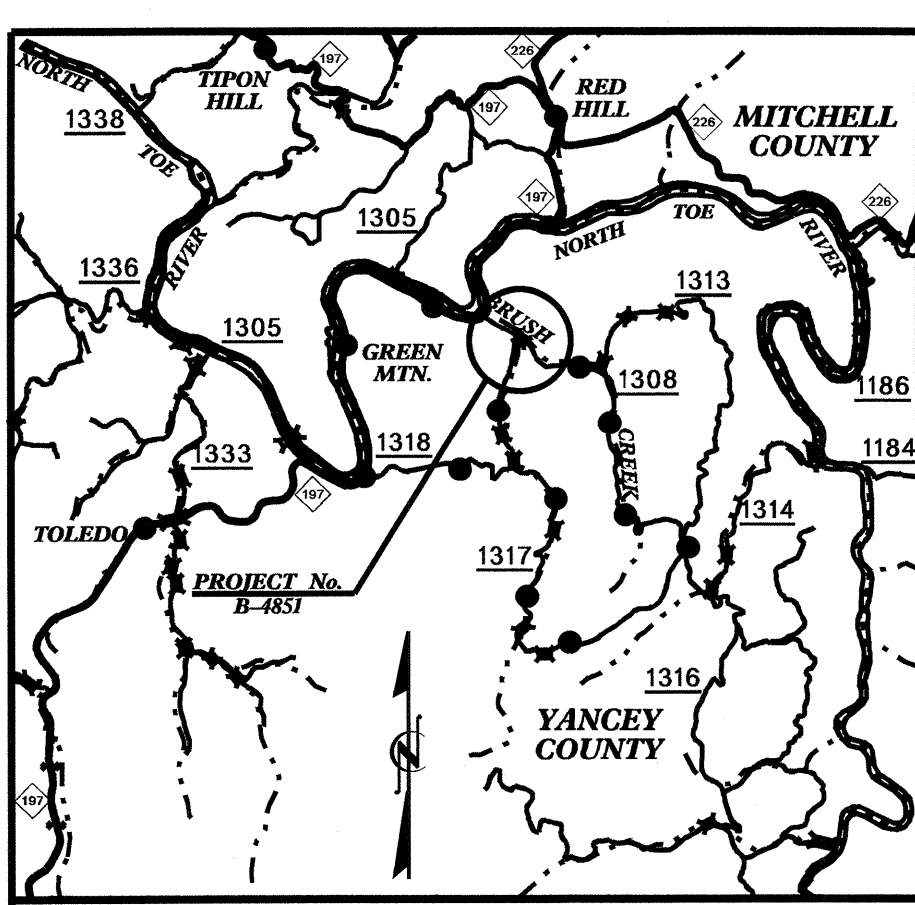 197
226
NORTH
TIPON
HILL
RED
HILL
1338
197
226
MITCHELL
COUNTY
TOE
197
226
1305
TOE
NORTH
RIVER
RIVER
1336
1313
BRUSH
1305
GREEN
MTN.
1308
1186
1333
1318
1184
CREEK
197
1314
TOLEDO
1317
PROJECT No.
B-4851
1316
YANCEY
COUNTY
N
197